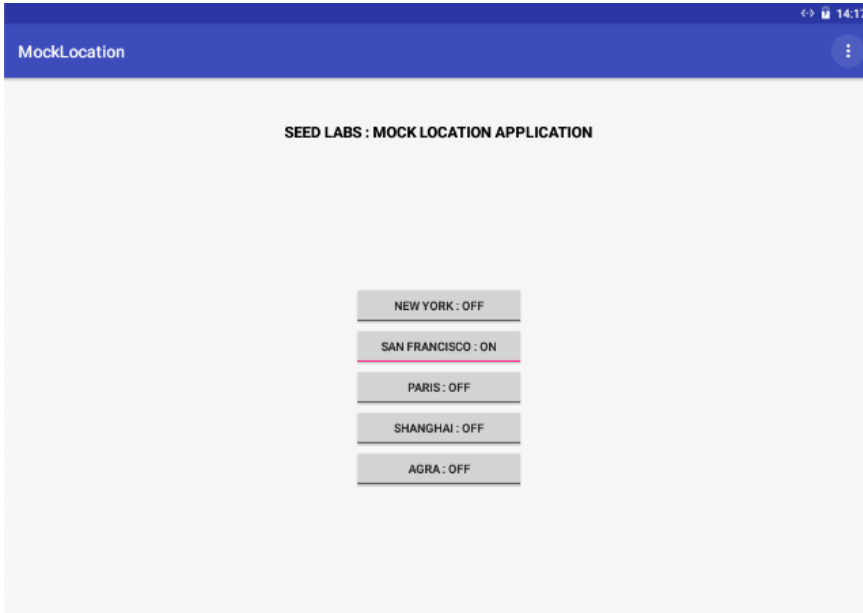 14:17
MockLocation
SEED LABS : MOCK LOCATION APPLICATION
NEW YORK : OFF
SAN FRANCISCO : ON
PARIS : OFF
SHANGHAI : OFF
AGRA : OFF